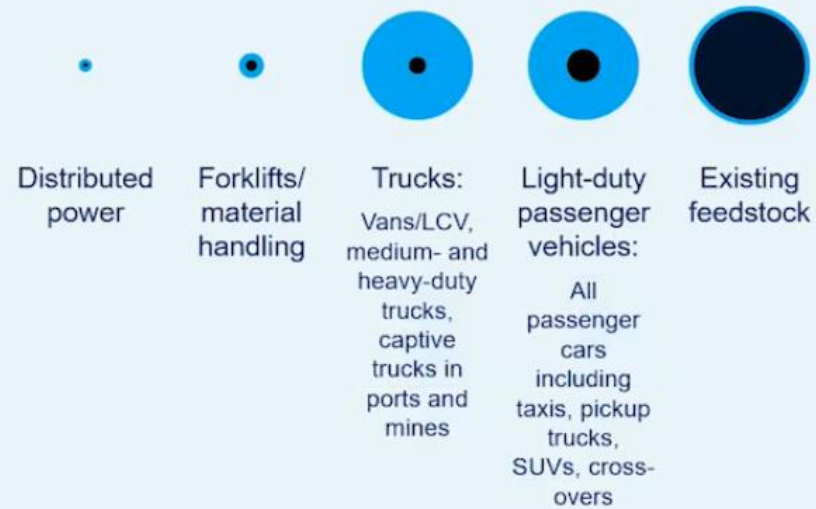 Distributed
power
Forklifts/
material
handling
Trucks:
Vans/LCV,
medium- and
heavy-duty
trucks,
captive
trucks in
ports and
mines
Light-duty
passenger
vehicles:
All
passenger
cars
including
taxis, pickup
trucks,
SUVs, cross-
overs
Existing
feedstock